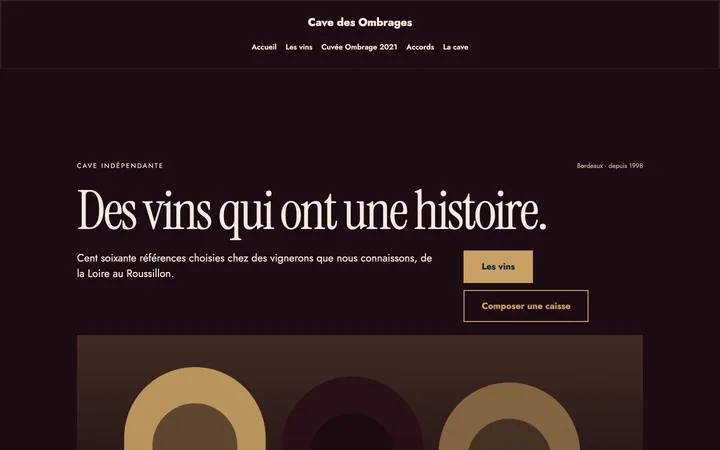 Cave des Ombrages
Accueil Les vins Cuvée Ombrage 2021 Accords La cave
CAVE INDÉPENDANTE
Bordeaux · depuis 1998
Des vins qui ont une histoire.
Cent soixante références choisies chez des vignerons que nous connaissons, de
la Loire au Roussillon.
Les vins
Composer une caisse